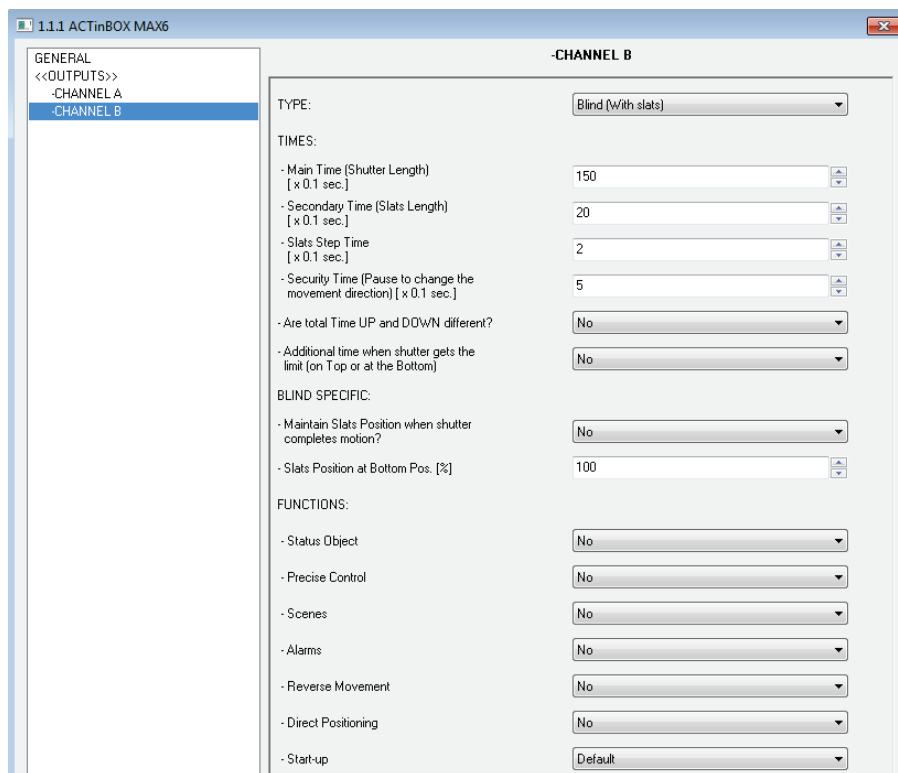 1.1.1 ACTinBOX MAX6
GENERAL
<<OUTPUTS>>
-CHANNEL A
-CHANNEL B
-CHANNEL B
TYPE: Blind (With slats)
TIMES:
- Main Time (Shutter Length)
[ x 0.1 sec.] 150
- Secondary Time (Slats Length)
[ x 0.1 sec.] 20
- Slats Step Time
[ x 0.1 sec.] 2
- Security Time (Pause to change the
movement direction) [ x 0.1 sec.] 5
- Are total Time UP and DOWN different? No
- Additional time when shutter gets the
limit (on Top or at the Bottom) No
BLIND SPECIFIC:
- Maintain Slats Position when shutter
completes motion? No
- Slats Position at Bottom Pos. [%] 100
FUNCTIONS:
- Status Object No
- Precise Control No
- Scenes No
- Alarms No
- Reverse Movement No
- Direct Positioning No
- Start-up Default